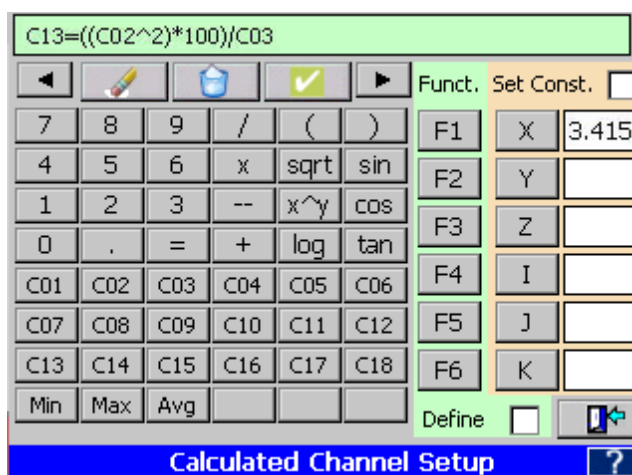 C13=((C02^2)*100)/C03
Funct. Set Const.
7 8 9 / ( ) F1 X 3.415
4 5 6 x sqrt sin F2 Y
1 2 3 -- x^y cos F3 Z
0 . = + log tan
C01 C02 C03 C04 C05 C06 F4 I
C07 C08 C09 C10 C11 C12 F5 J
C13 C14 C15 C16 C17 C18 F6 K
Min Max Avg Define
Calculated Channel Setup ?